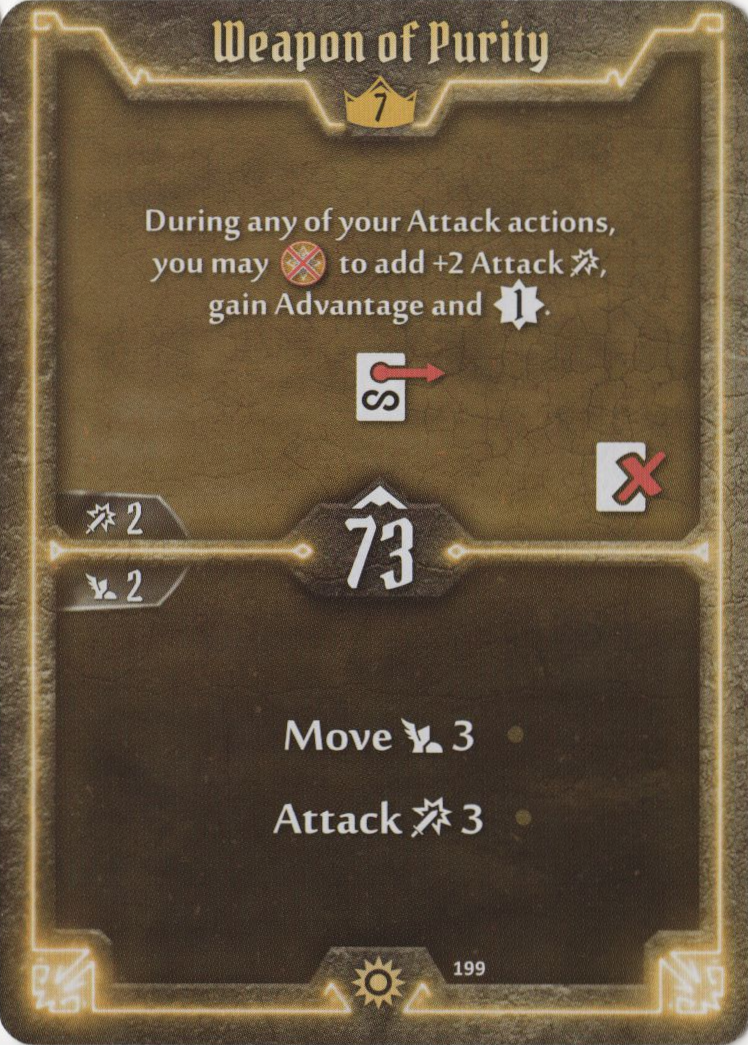 Weapon of Purity
7
During any of your Attack actions,
you may to add +2 Attack ,
gain Advantage and 1.
S
2
73
2
Move 3
Attack 3
199